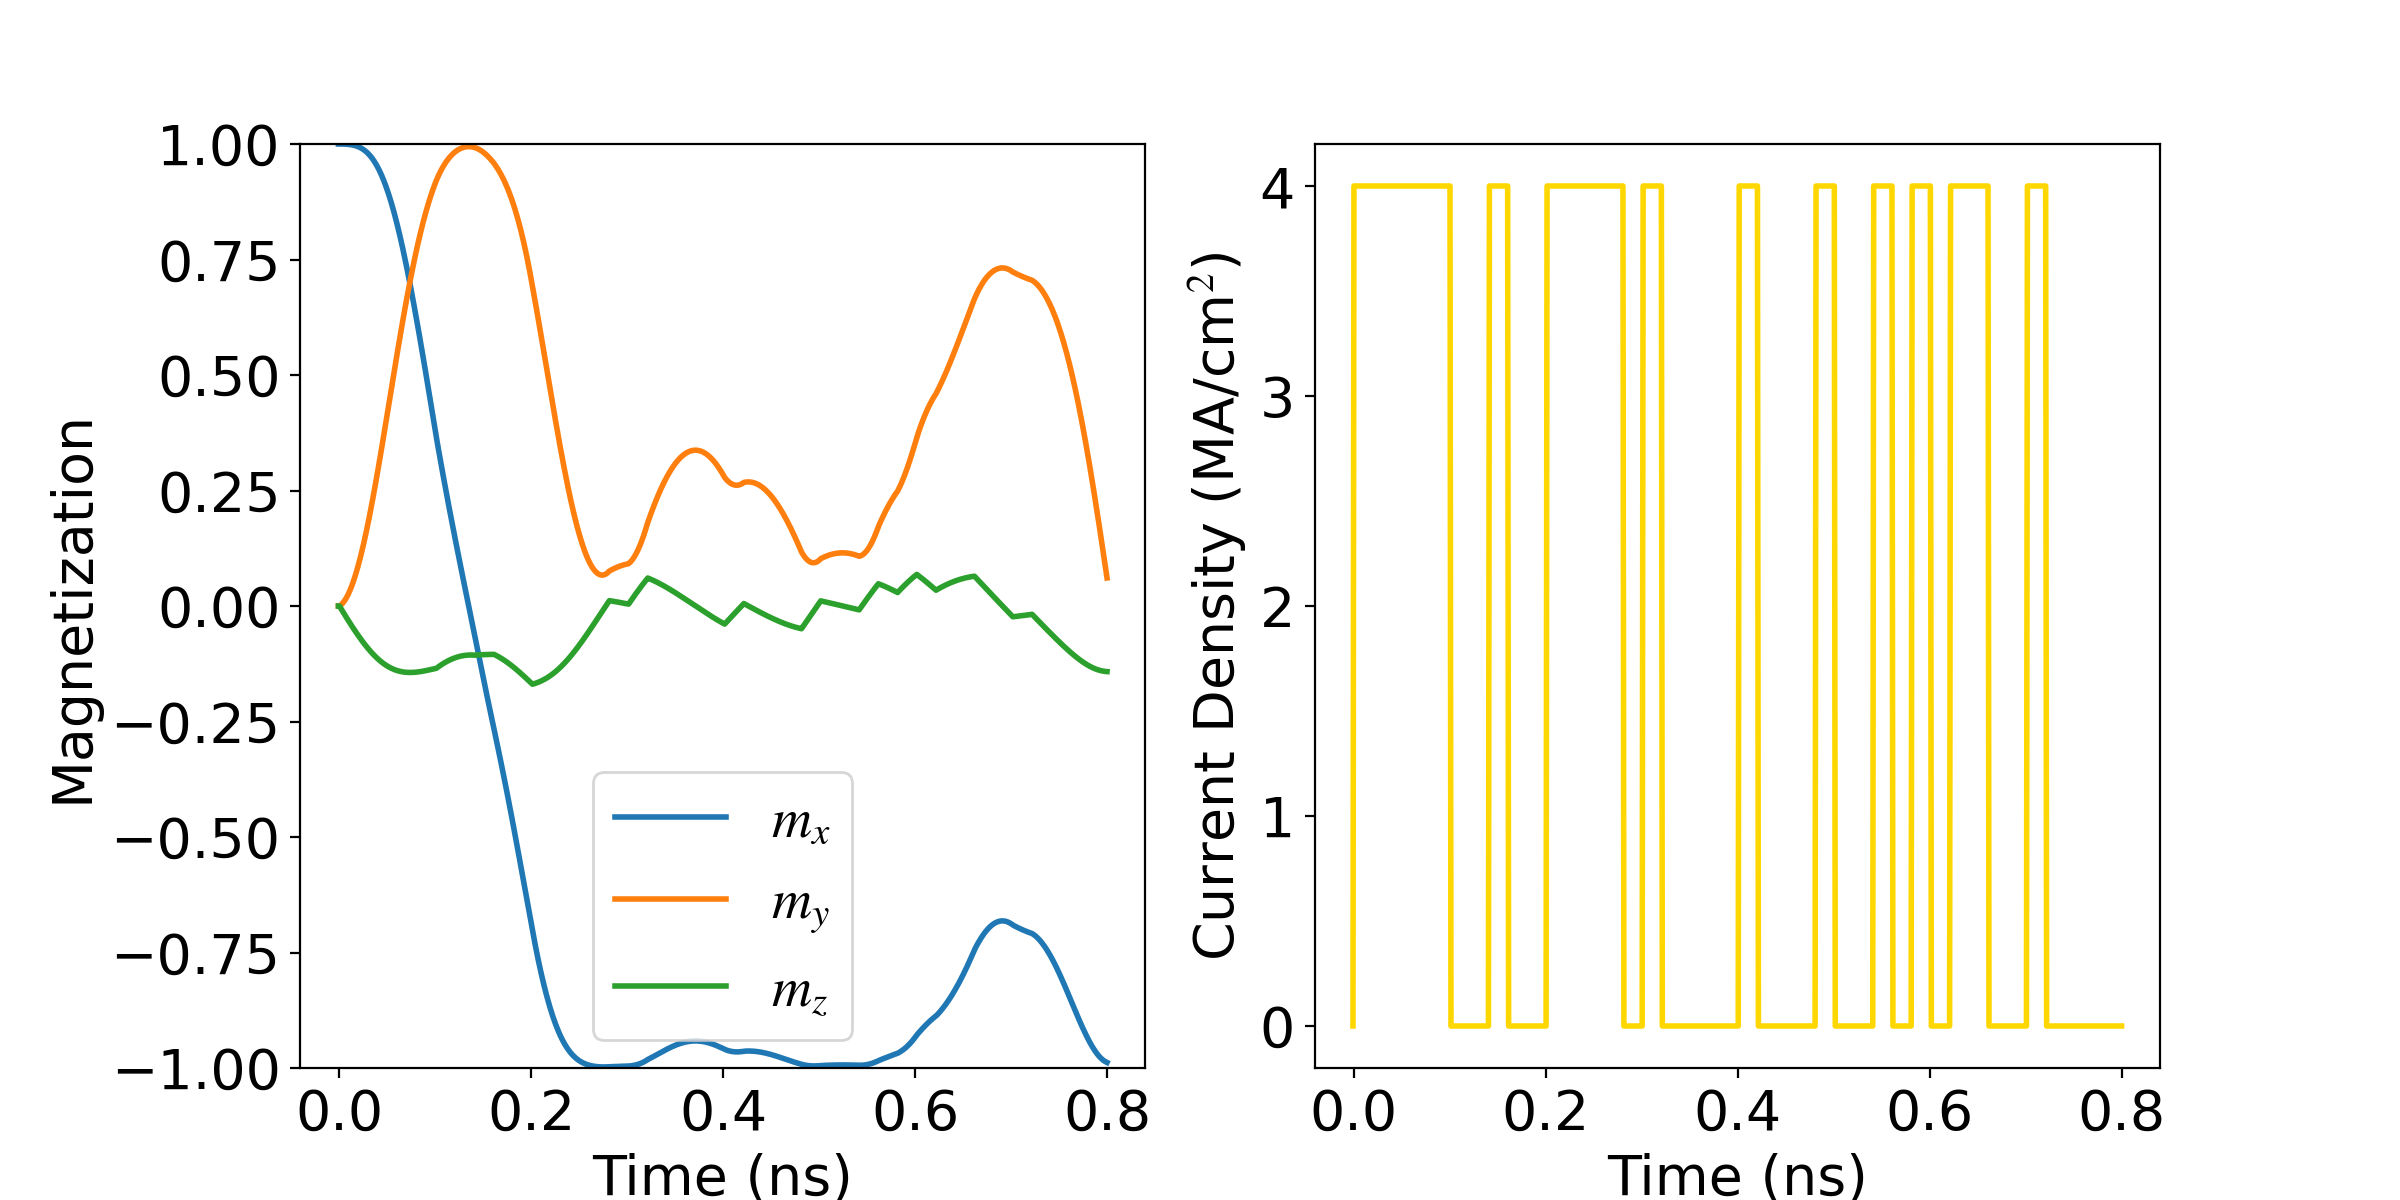 Magnetization
1.00
0.75
0.50
0.25
0.00
−0.25
−0.50
−0.75
−1.00
0.0 0.2 0.4 0.6 0.8
Time (ns)
m_x
m_y
m_z
Current Density (MA/cm²)
4
3
2
1
0
0.0 0.2 0.4 0.6 0.8
Time (ns)